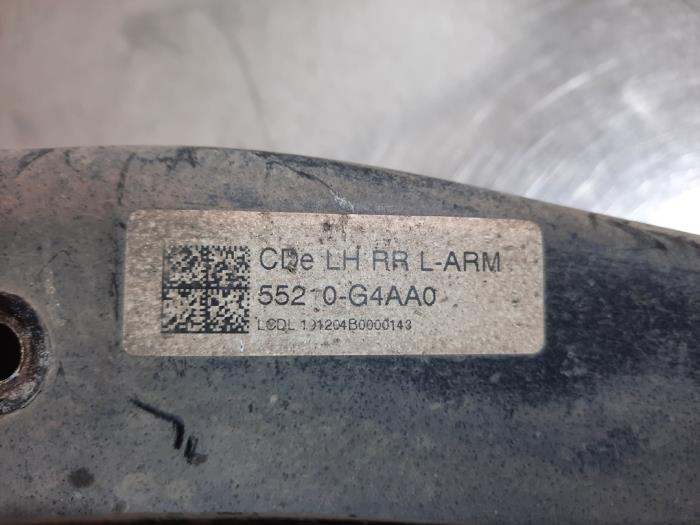 CDe LH RR L-ARM
55210-G4AA0
LCDL 191204B0000143